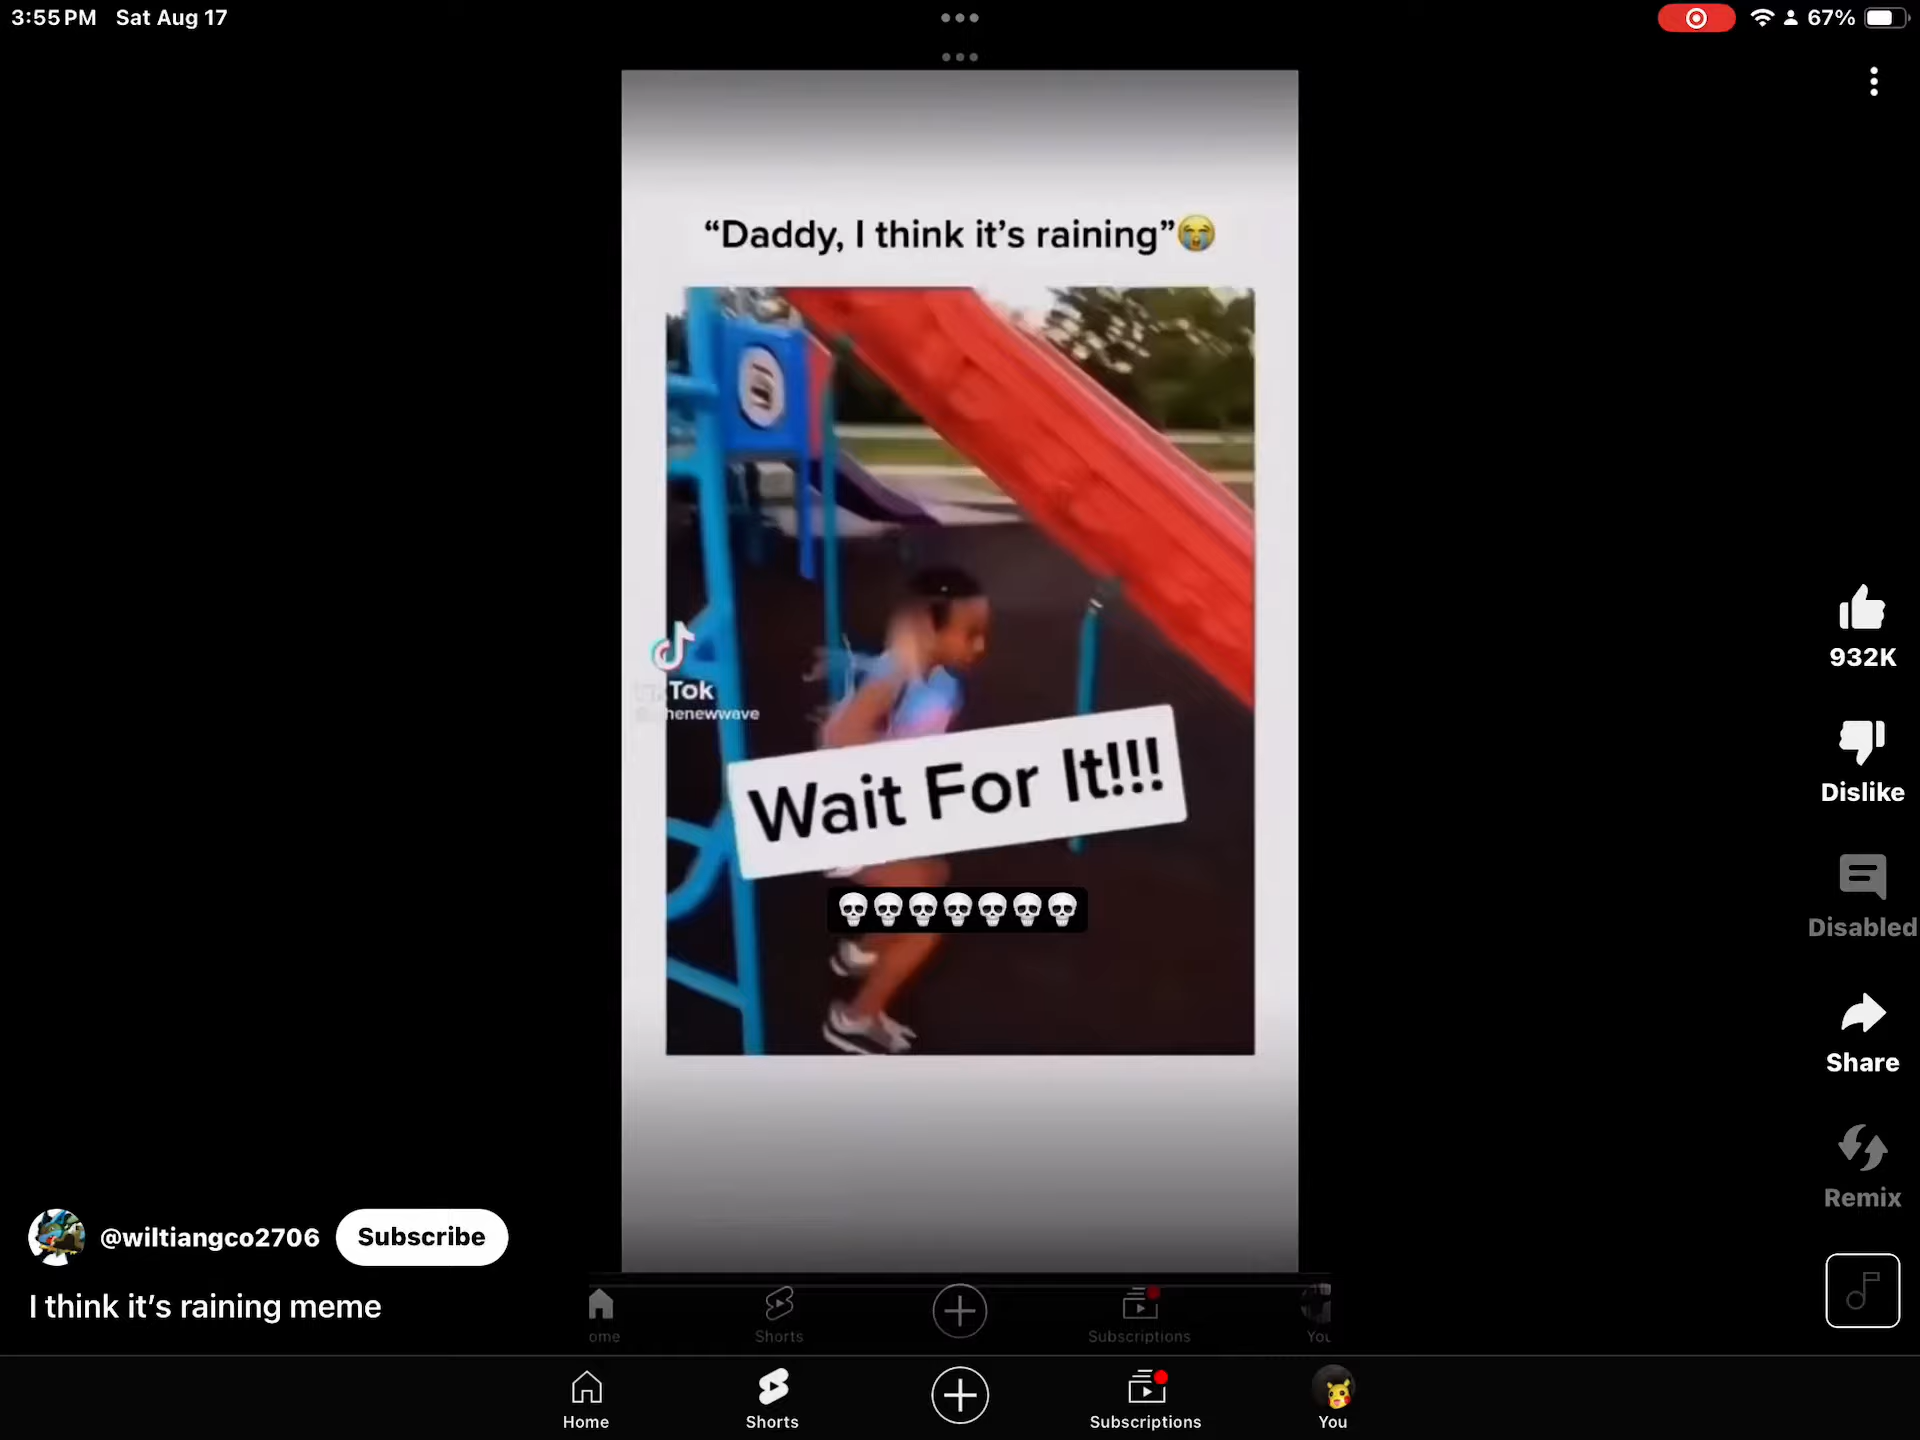 3:55 PM Sat Aug 17
67%
“Daddy, I think it’s raining”😭
Tok
henewwave
Wait For It!!!
💀💀💀💀💀💀💀
932K
Dislike
Disabled
Share
Remix
@wiltiangco2706 Subscribe
I think it’s raining meme
ome Shorts Subscriptions You
Home Shorts Subscriptions You